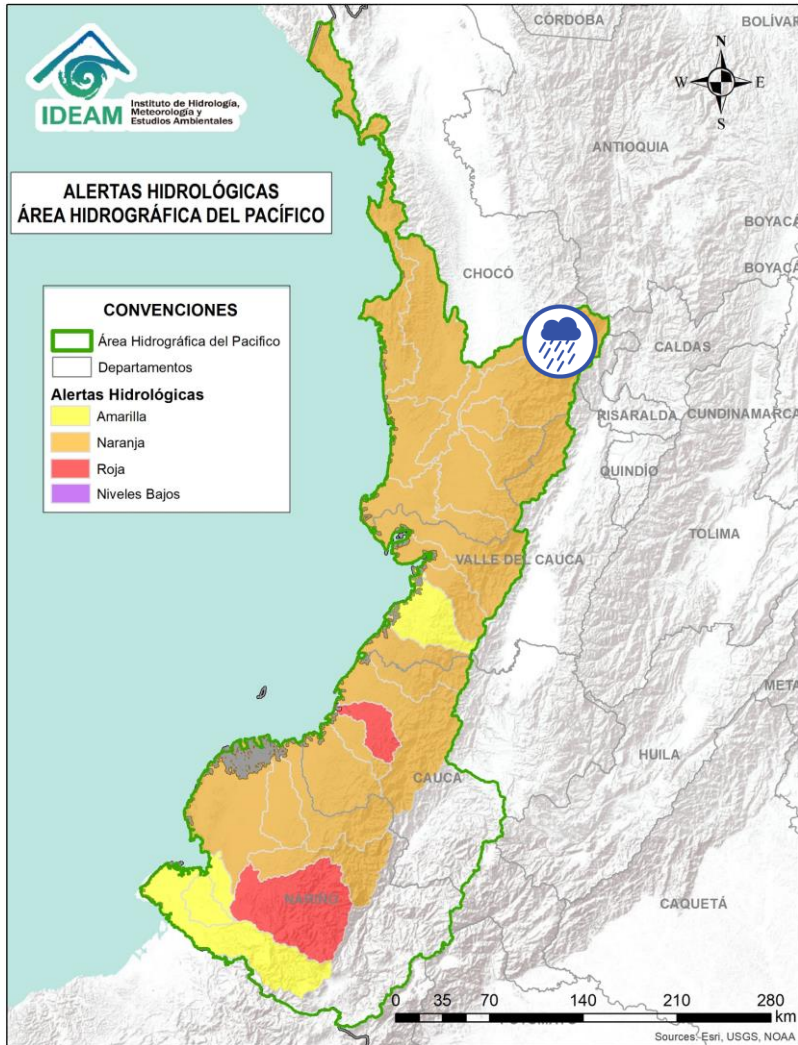 CÓRDOBA
BOLÍVAR
IDEAM
Instituto de Hidrología,
Meteorología y
Estudios Ambientales
N
W
E
S
ANTIOQUIA
ALERTAS HIDROLÓGICAS
ÁREA HIDROGRÁFICA DEL PACÍFICO
BOYACÁ
CHOCÓ
BOYACÁ
CONVENCIONES
Área Hidrográfica del Pacifico
Departamentos
Alertas Hidrológicas
Amarilla
Naranja
Roja
Niveles Bajos
CALDAS
RISARALDA
CUNDINAMARCA
QUINDÍO
TOLIMA
VALLE DEL CAUCA
META
HUILA
CAUCA
NARIÑO
CAQUETÁ
0 35 70 140 210 280
km
Sources: Esri, USGS, NOAA